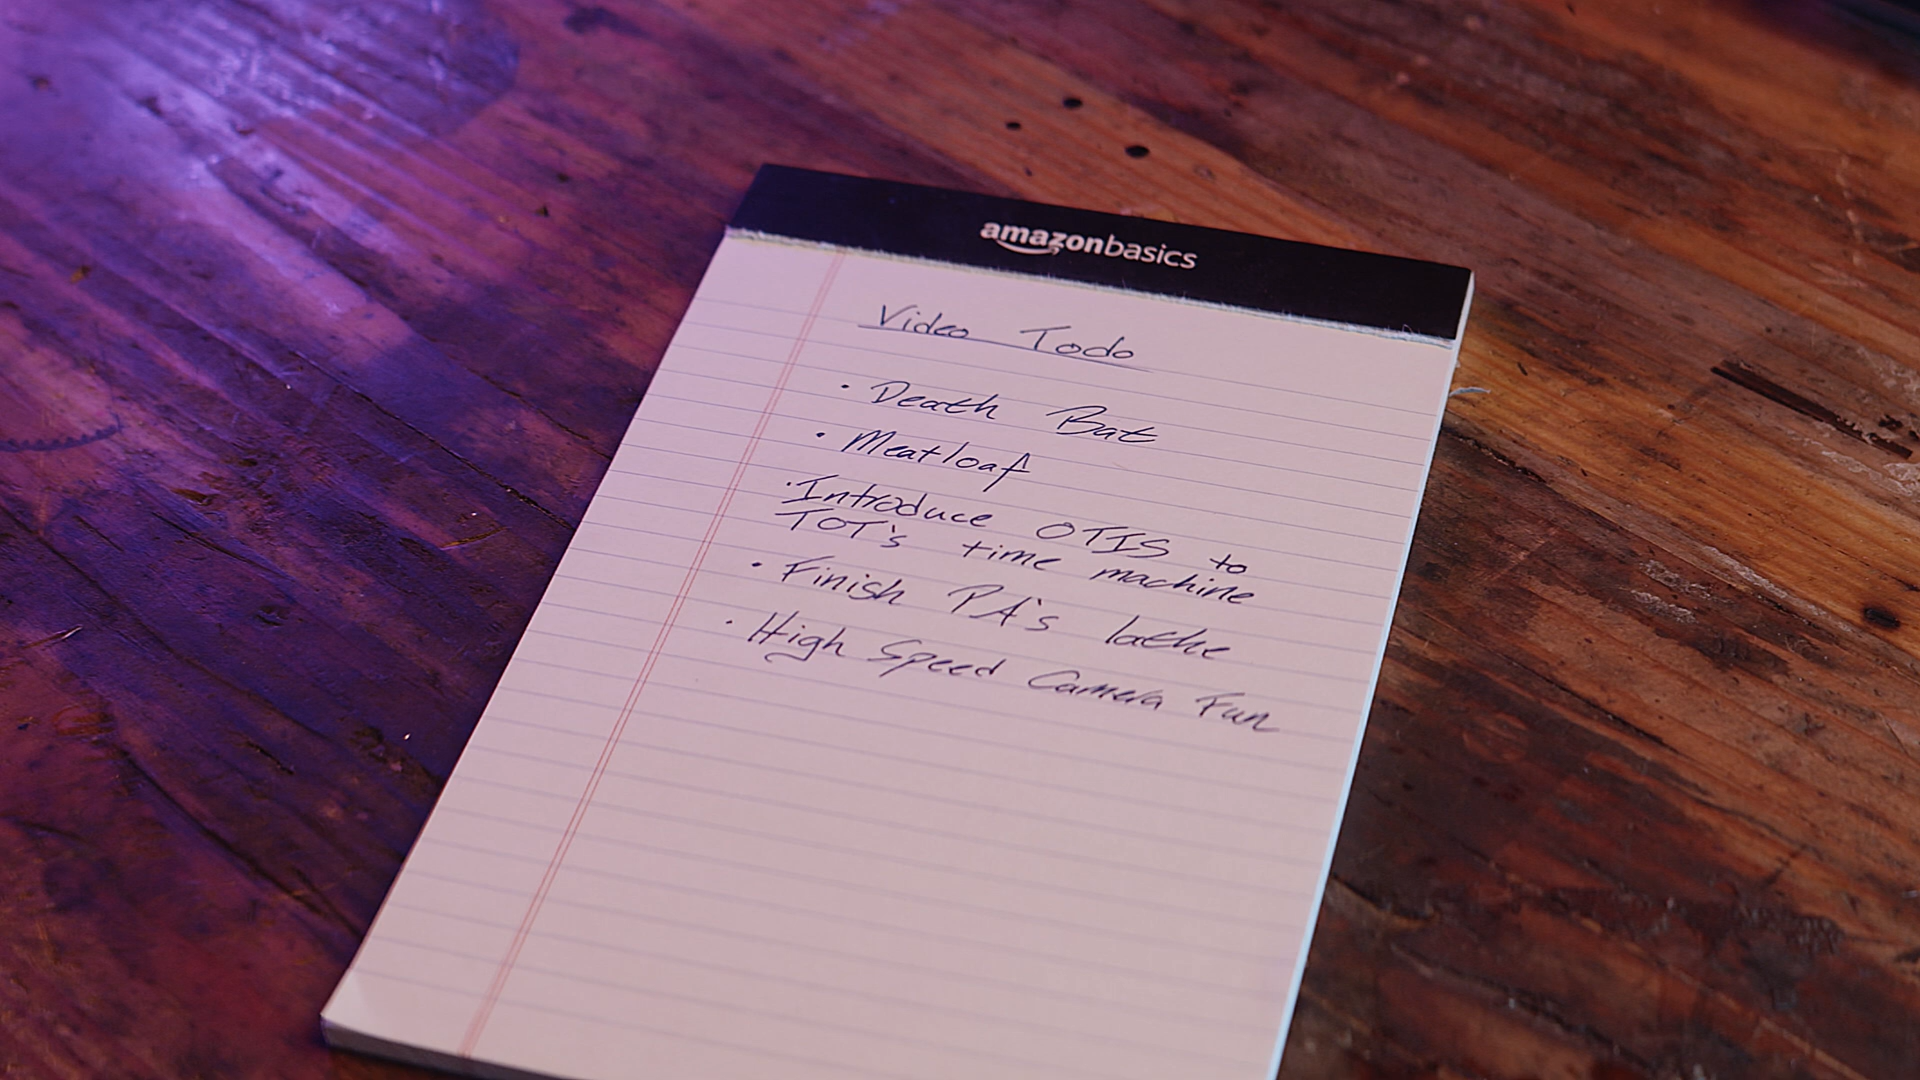 amazonbasics
Video Todo
· Death Bat
· Meatloaf
· Introduce OTIS to
TOT's time machine
· Finish PA's lathe
· High Speed Camera Fun